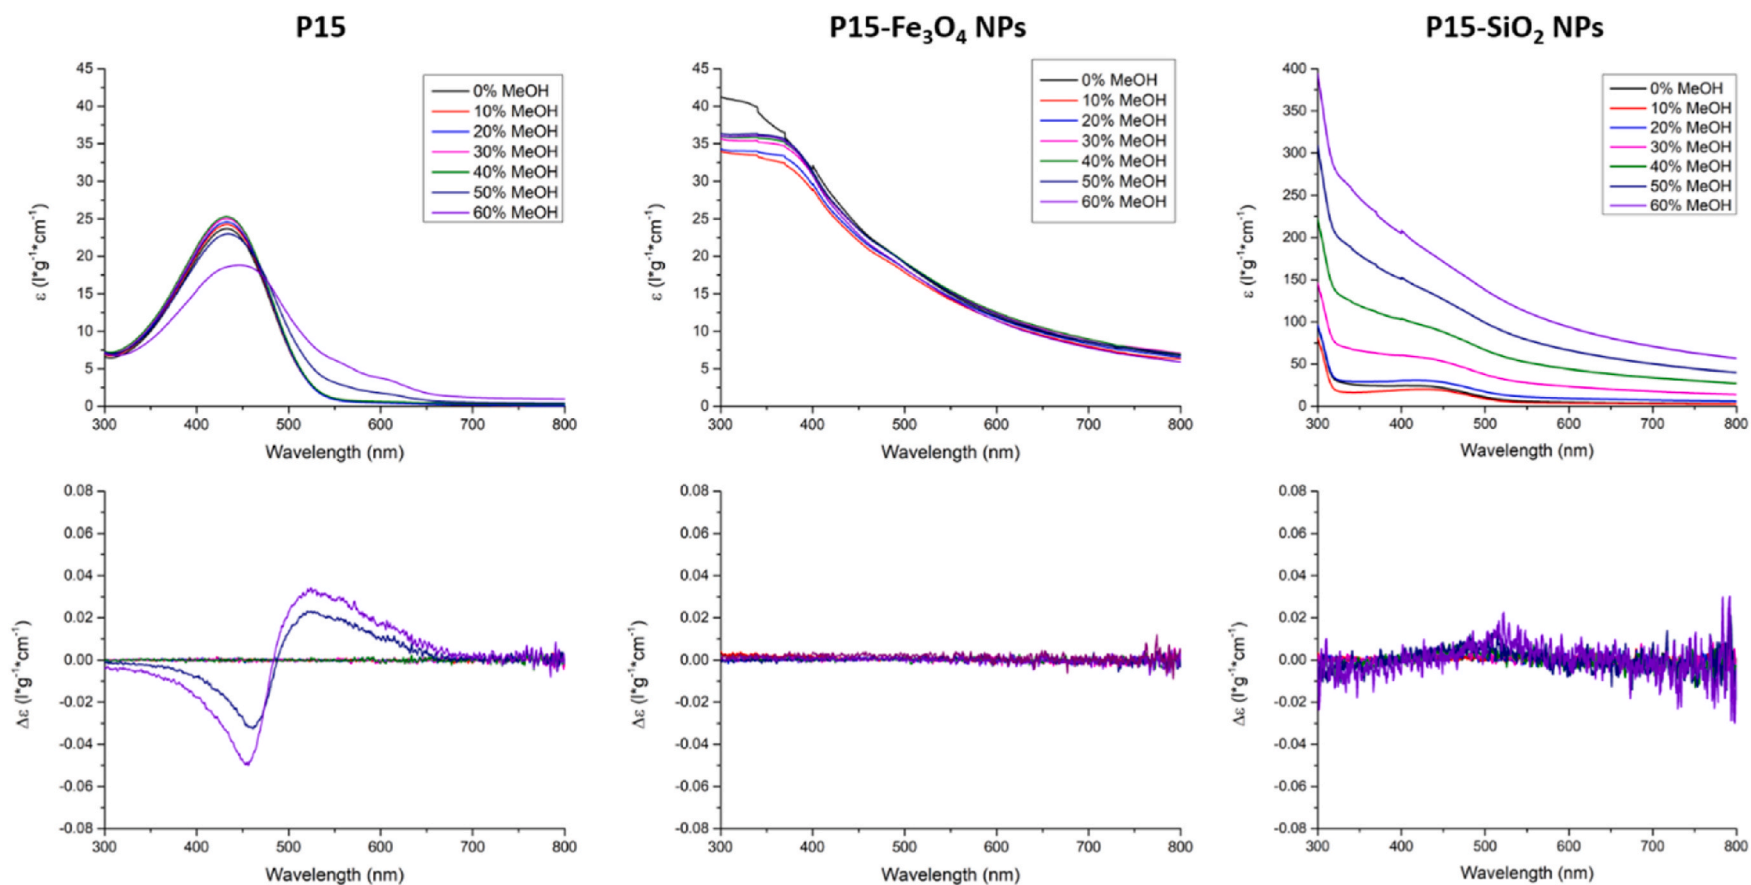 P15
P15-Fe3O4 NPs
P15-SiO2 NPs
45
40
35
30
25
20
15
10
5
0
ε (l*g-1*cm-1)
0% MeOH
10% MeOH
20% MeOH
30% MeOH
40% MeOH
50% MeOH
60% MeOH
300 400 500 600 700 800
Wavelength (nm)
45
40
35
30
25
20
15
10
5
0
ε (l*g-1*cm-1)
0% MeOH
10% MeOH
20% MeOH
30% MeOH
40% MeOH
50% MeOH
60% MeOH
300 400 500 600 700 800
Wavelength (nm)
400
350
300
250
200
150
100
50
0
ε (l*g-1*cm-1)
0% MeOH
10% MeOH
20% MeOH
30% MeOH
40% MeOH
50% MeOH
60% MeOH
300 400 500 600 700 800
Wavelength (nm)
0.08
0.06
0.04
0.02
0.00
-0.02
-0.04
-0.06
-0.08
Δε (l*g-1*cm-1)
300 400 500 600 700 800
Wavelength (nm)
0.08
0.06
0.04
0.02
0.00
-0.02
-0.04
-0.06
-0.08
Δε (l*g-1*cm-1)
300 400 500 600 700 800
Wavelength (nm)
0.08
0.06
0.04
0.02
0.00
-0.02
-0.04
-0.06
-0.08
Δε (l*g-1*cm-1)
300 400 500 600 700 800
Wavelength (nm)